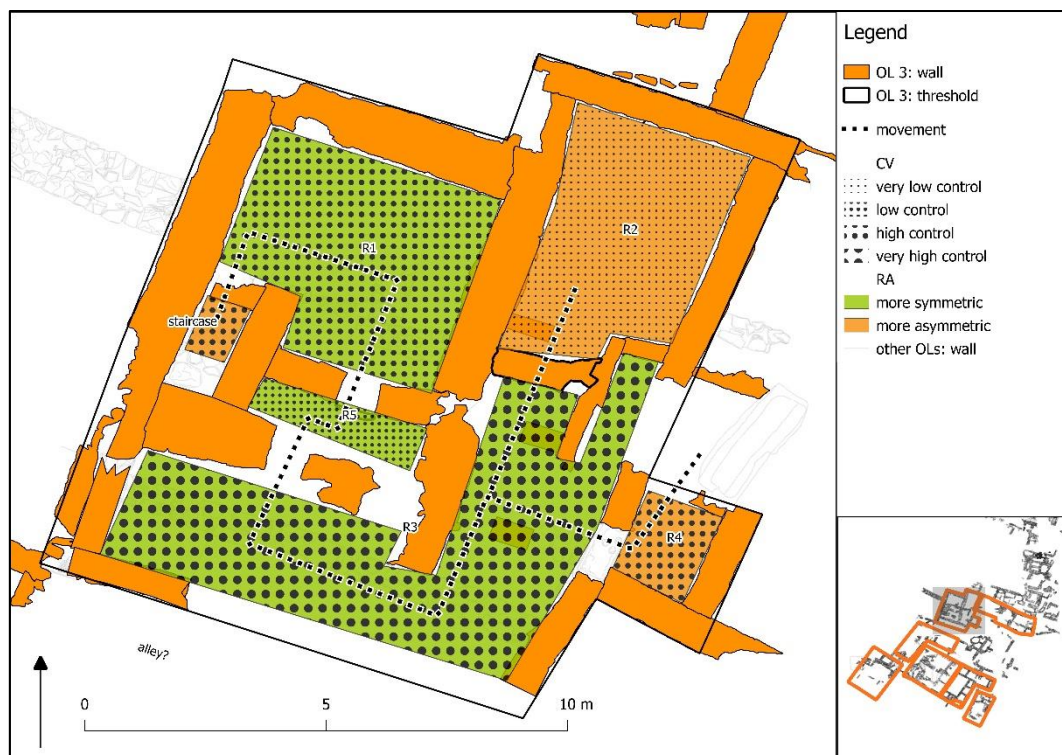 Legend
OL 3: wall
OL 3: threshold
movement
CV
very low control
low control
high control
very high control
RA
more symmetric
more asymmetric
other OLs: wall
R1
R2
staircase
R5
R3
R4
alley?
0 5 10 m